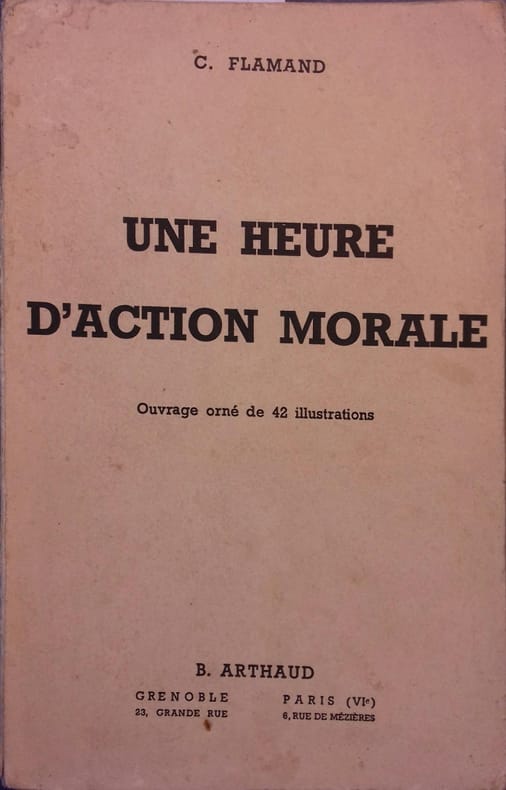 C. FLAMAND
UNE HEURE
D'ACTION MORALE
Ouvrage orné de 42 illustrations
B. ARTHAUD
GRENOBLE PARIS (VIe)
23, GRANDE RUE 6, RUE DE MÉZIÈRES